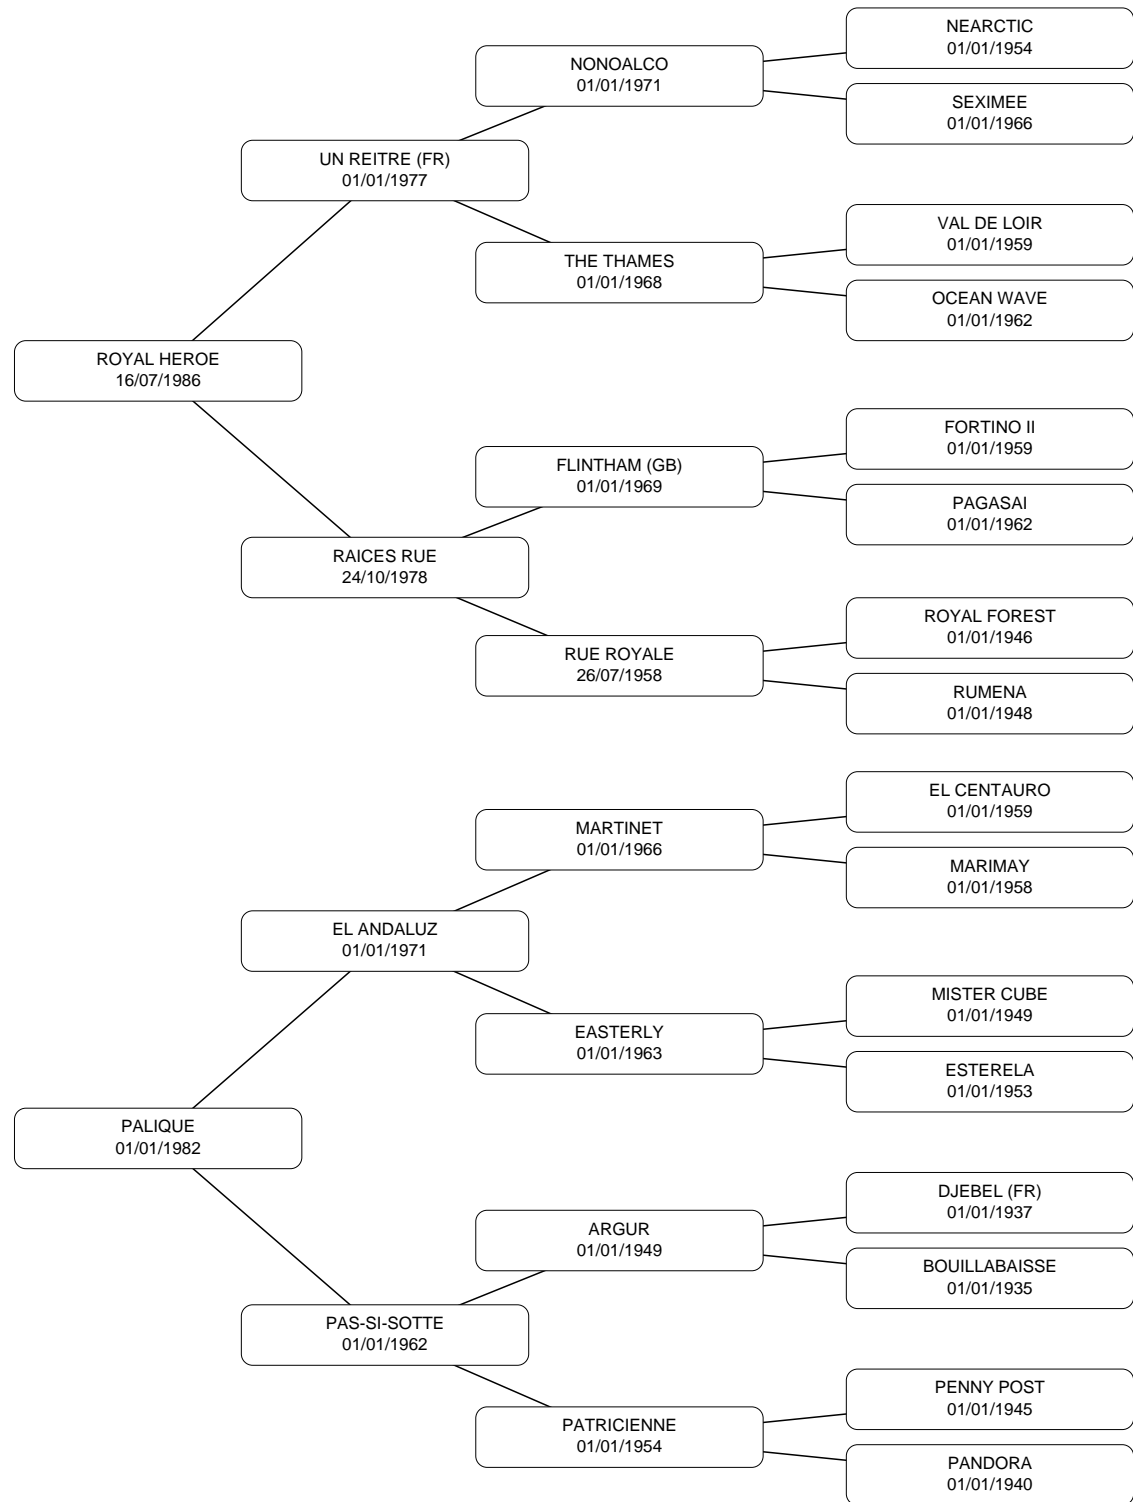 NEARCTIC
01/01/1954
NONOALCO
01/01/1971
SEXIMEE
01/01/1966
UN REITRE (FR)
01/01/1977
VAL DE LOIR
01/01/1959
THE THAMES
01/01/1968
OCEAN WAVE
01/01/1962
ROYAL HEROE
16/07/1986
FORTINO II
01/01/1959
FLINTHAM (GB)
01/01/1969
PAGASAI
01/01/1962
RAICES RUE
24/10/1978
ROYAL FOREST
01/01/1946
RUE ROYALE
26/07/1958
RUMENA
01/01/1948
EL CENTAURO
01/01/1959
MARTINET
01/01/1966
MARIMAY
01/01/1958
EL ANDALUZ
01/01/1971
MISTER CUBE
01/01/1949
EASTERLY
01/01/1963
ESTERELA
01/01/1953
PALIQUE
01/01/1982
DJEBEL (FR)
01/01/1937
ARGUR
01/01/1949
BOUILLABAISSE
01/01/1935
PAS-SI-SOTTE
01/01/1962
PENNY POST
01/01/1945
PATRICIENNE
01/01/1954
PANDORA
01/01/1940